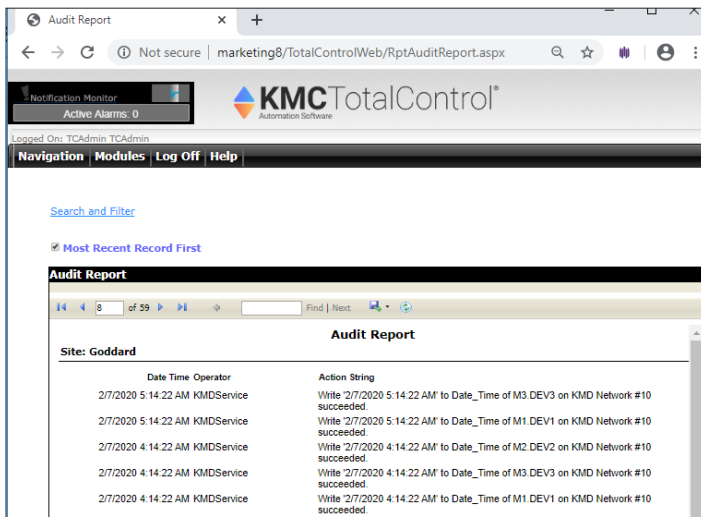 Audit Report
Not secure | marketing8/TotalControlWeb/RptAuditReport.aspx
Notification Monitor
Active Alarms: 0
KMCTotalControl®
Automation Software
Logged On: TCAdmin TCAdmin
Navigation Modules Log Off Help
Search and Filter
Most Recent Record First
Audit Report
8 of 59 Find | Next
Audit Report
Site: Goddard
Date Time Operator Action String
2/7/2020 5:14:22 AM KMDService Write '2/7/2020 5:14:22 AM' to Date_Time of M3.DEV3 on KMD Network #10
succeeded.
2/7/2020 5:14:22 AM KMDService Write '2/7/2020 5:14:22 AM' to Date_Time of M1.DEV1 on KMD Network #10
succeeded.
2/7/2020 4:14:22 AM KMDService Write '2/7/2020 4:14:22 AM' to Date_Time of M2.DEV2 on KMD Network #10
succeeded.
2/7/2020 4:14:22 AM KMDService Write '2/7/2020 4:14:22 AM' to Date_Time of M3.DEV3 on KMD Network #10
succeeded.
2/7/2020 4:14:22 AM KMDService Write '2/7/2020 4:14:22 AM' to Date_Time of M1.DEV1 on KMD Network #10
succeeded.